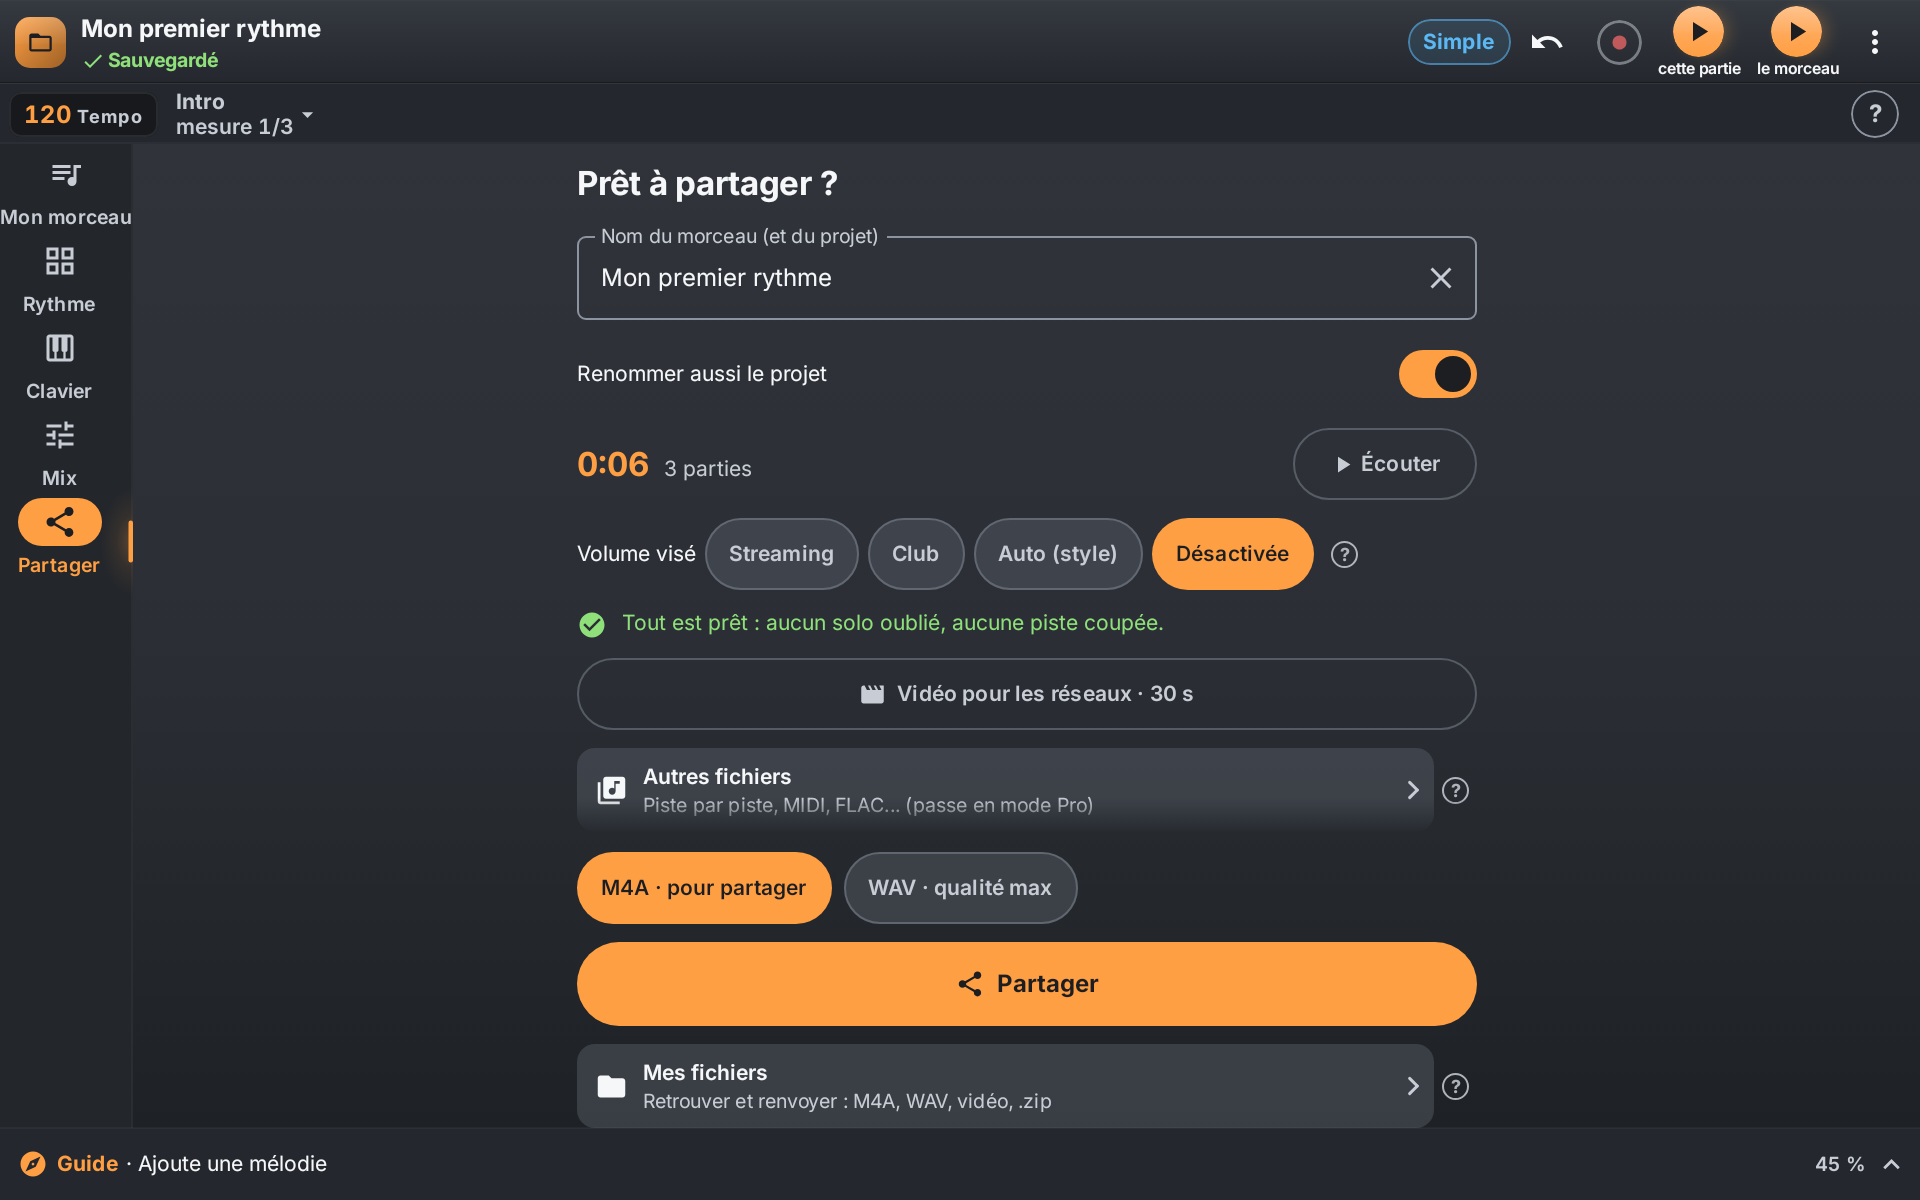 Mon premier rythme
Sauvegardé
Simple
cette partie
le morceau
120 Tempo
Intro
mesure 1/3
?
Mon morceau
Rythme
Clavier
Mix
Partager
Prêt à partager ?
Nom du morceau (et du projet)
Mon premier rythme
Renommer aussi le projet
0:06 3 parties
Écouter
Volume visé
Streaming
Club
Auto (style)
Désactivée
?
Tout est prêt : aucun solo oublié, aucune piste coupée.
Vidéo pour les réseaux · 30 s
Autres fichiers
Piste par piste, MIDI, FLAC... (passe en mode Pro)
?
M4A · pour partager
WAV · qualité max
Partager
Mes fichiers
Retrouver et renvoyer : M4A, WAV, vidéo, .zip
?
Guide · Ajoute une mélodie
45 %